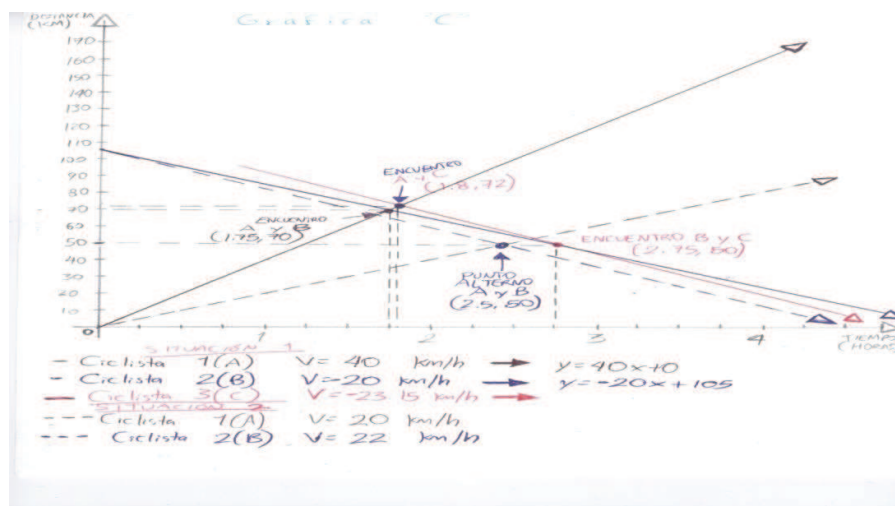 DISTANCIA
(KM)
Gráfica "C"
170
160
150
140
130
120
110
100
90
80
70
60
50
40
30
20
10
0
1
2
3
4
TIEMPO
(HORAS)
ENCUENTRO
A y C
(1.8, 72)
ENCUENTRO
A y B
(1.75, 70)
ENCUENTRO B y C
(2.75, 50)
PUNTO
ALTERNO
A y B
(2.5, 50)
SITUACION 1
Ciclista 1(A) V= 40 km/h y=40x+0
Ciclista 2(B) V=-20 km/h y=-20x+105
Ciclista 3(C) V=-23.15 km/h
SITUACION 2
Ciclista 1(A) V= 20 km/h
Ciclista 2(B) V= 22 km/h